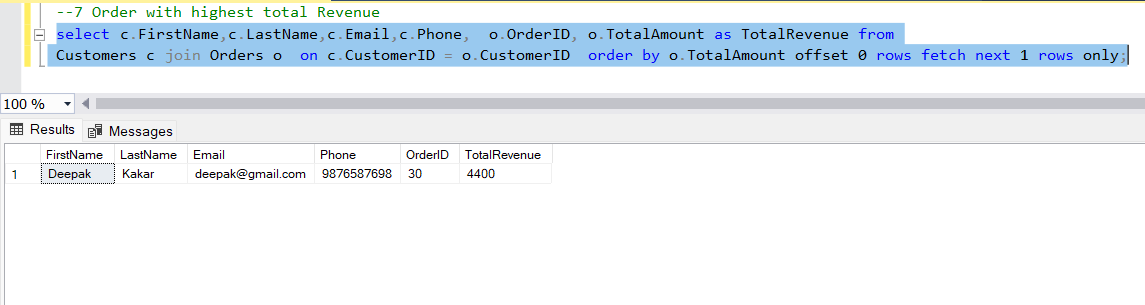 --7 Order with highest total Revenue
select c.FirstName,c.LastName,c.Email,c.Phone,  o.OrderID, o.TotalAmount as TotalRevenue from
Customers c join Orders o  on c.CustomerID = o.CustomerID  order by o.TotalAmount offset 0 rows fetch next 1 rows only;
100 %
Results Messages
FirstName LastName Email Phone OrderID TotalRevenue
1 Deepak Kakar deepak@gmail.com 9876587698 30 4400